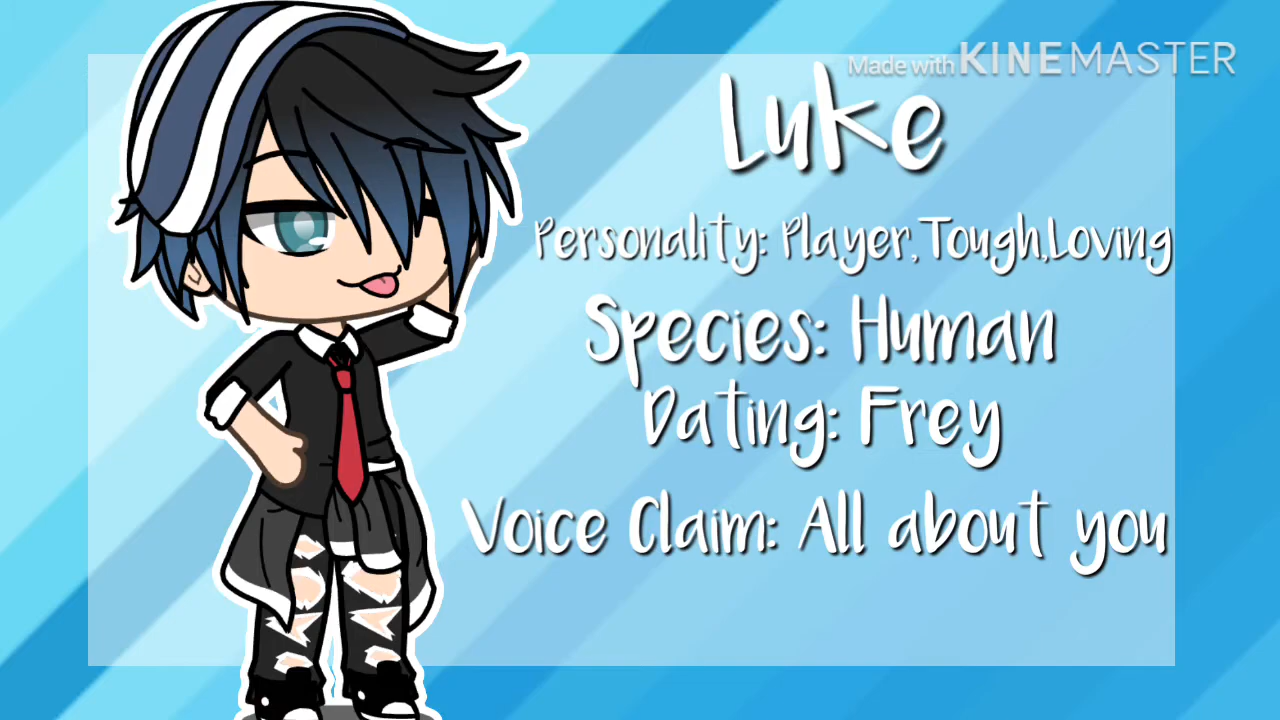 Made with KINEMASTER
Luke
Personality: Player,Tough,Loving
Species: Human
Dating: Frey
Voice Claim: All about you